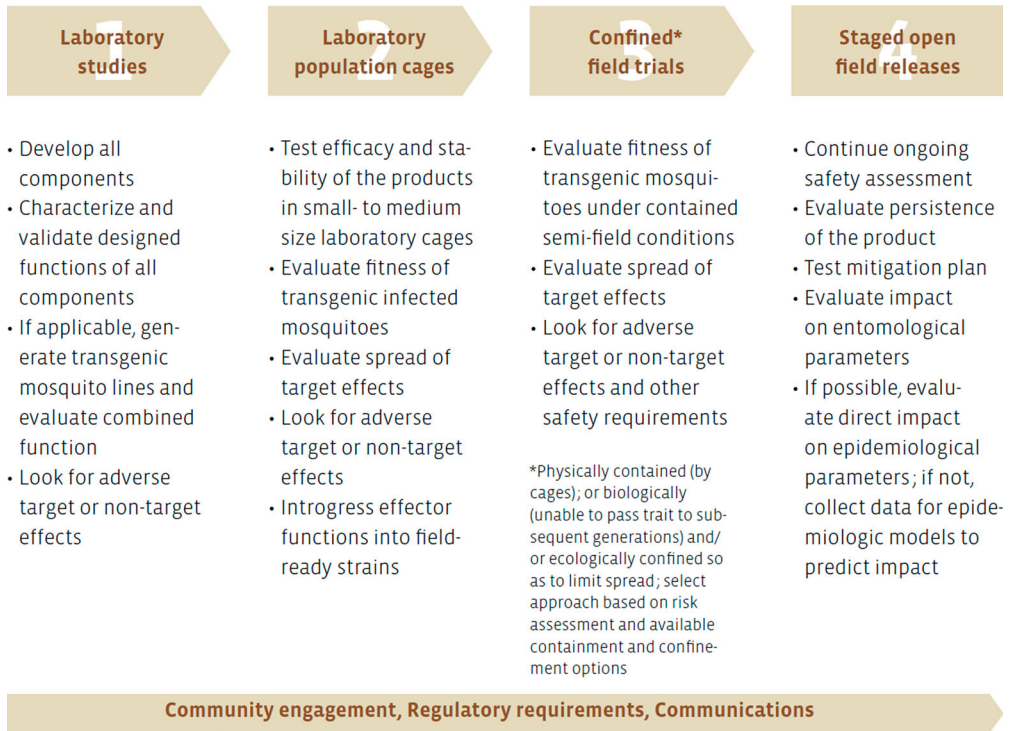 1
Laboratory
studies
• Develop all
components
• Characterize and
validate designed
functions of all
components
• If applicable, gen-
erate transgenic
mosquito lines and
evaluate combined
function
• Look for adverse
target or non-target
effects
2
Laboratory
population cages
• Test efficacy and sta-
bility of the products
in small- to medium
size laboratory cages
• Evaluate fitness of
transgenic infected
mosquitoes
• Evaluate spread of
target effects
• Look for adverse
target or non-target
effects
• Introgress effector
functions into field-
ready strains
3
Confined*
field trials
• Evaluate fitness of
transgenic mosqui-
toes under contained
semi-field conditions
• Evaluate spread of
target effects
• Look for adverse
target or non-target
effects and other
safety requirements
*Physically contained (by
cages); or biologically
(unable to pass trait to sub-
sequent generations) and/
or ecologically confined so
as to limit spread; select
approach based on risk
assessment and available
containment and confine-
ment options
4
Staged open
field releases
• Continue ongoing
safety assessment
• Evaluate persistence
of the product
• Test mitigation plan
• Evaluate impact
on entomological
parameters
• If possible, evalu-
ate direct impact
on epidemiological
parameters; if not,
collect data for epide-
miologic models to
predict impact
Community engagement, Regulatory requirements, Communications